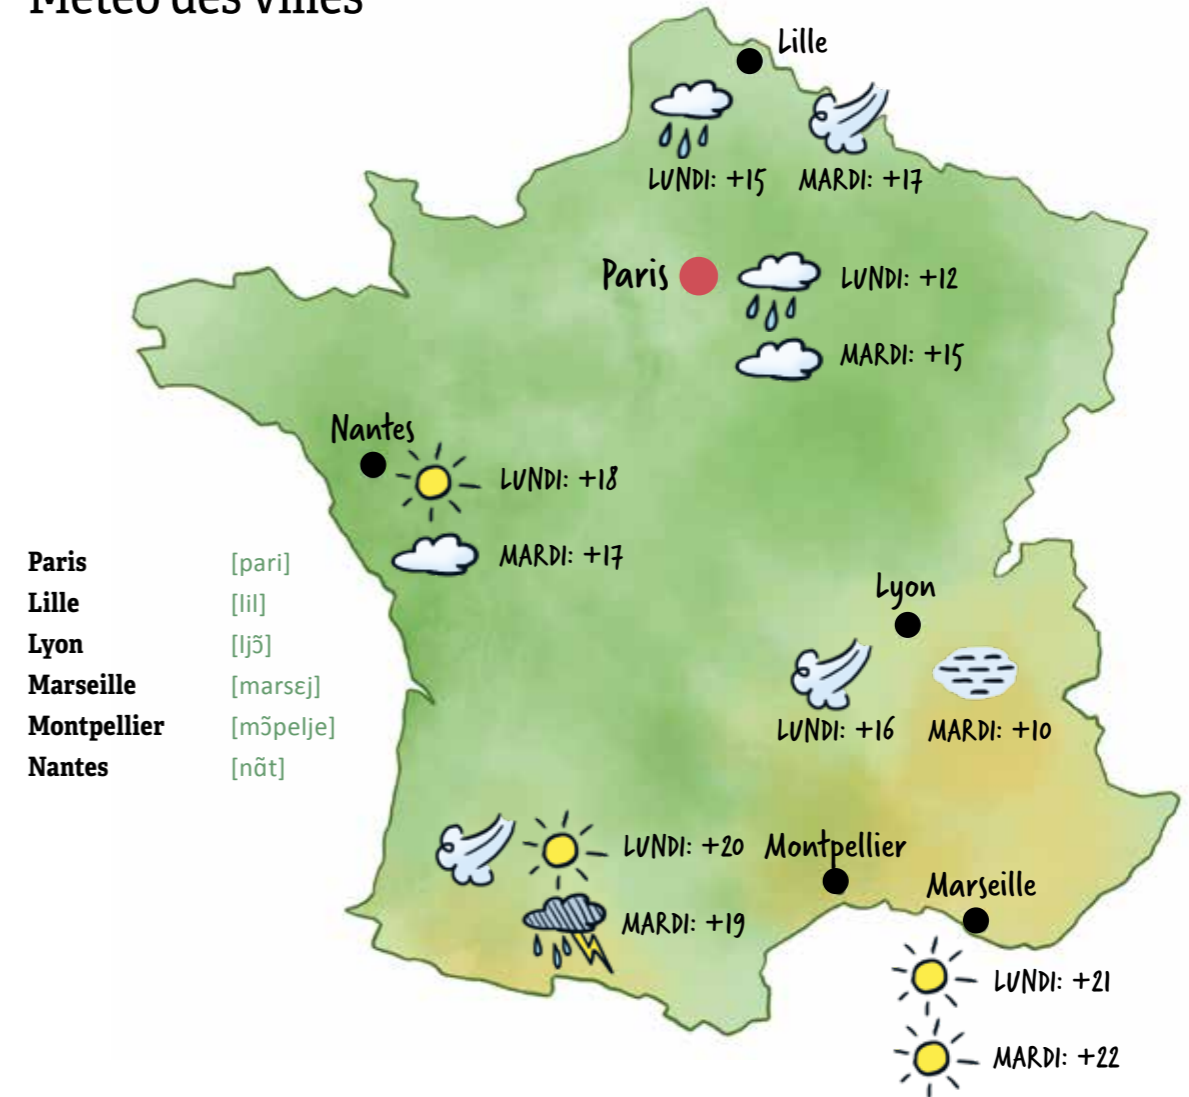 Météo des villes
Lille
LUNDI: +15 MARDI: +17
Paris LUNDI: +12
MARDI: +15
Nantes
LUNDI: +18
MARDI: +17
Paris [pari]
Lille [lil]
Lyon [ljɔ̃]
Marseille [marsɛj]
Montpellier [mɔ̃pelje]
Nantes [nɑ̃t]
Lyon
LUNDI: +16 MARDI: +10
LUNDI: +20 Montpellier
MARDI: +19
Marseille
LUNDI: +21
MARDI: +22